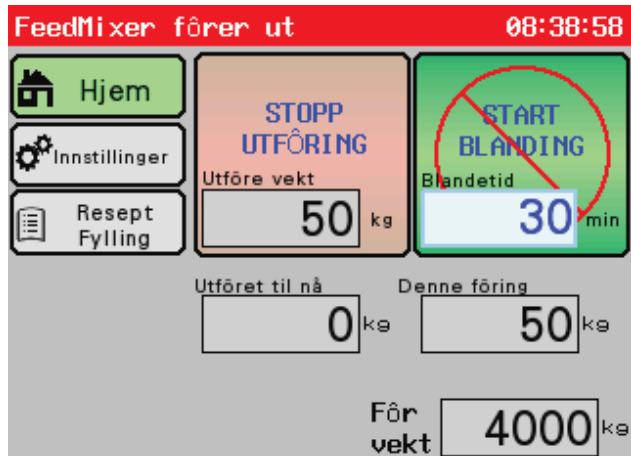 FeedMixer fôrer ut 08:38:58
Hjem
Innstillinger
Resept
Fylling
STOPP
UTFÔRING
Utfôre vekt
50 kg
START
BLANDING
Blandetid
30 min
Utfôret til nå
0 kg
Denne fôring
50 kg
Fôr
vekt 4000 kg